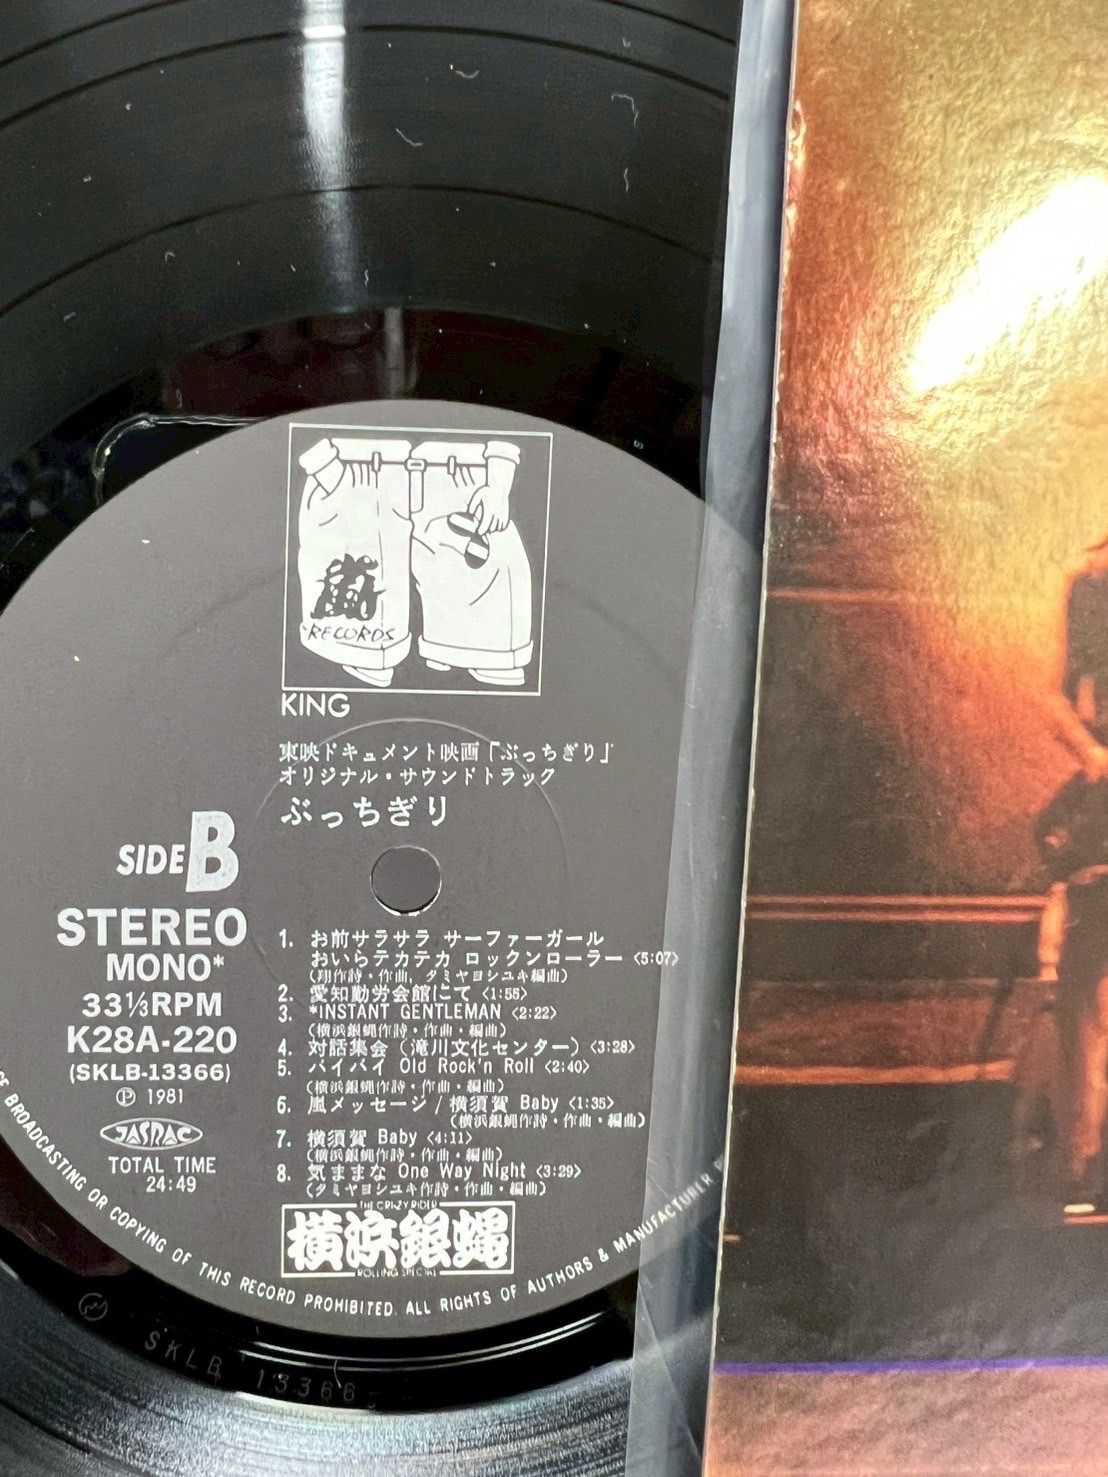 嵐
RECORDS
KING
東映ドキュメント映画「ぶっちぎり」
オリジナル・サウンドトラック
ぶっちぎり
SIDE B
STEREO
MONO*
33⅓RPM
K28A-220
(SKLB-13366)
Ⓟ 1981
JASRAC
TOTAL TIME
24:49
1. お前サラサラ サーファーガール
おいらテカテカ ロックンローラー <5:07>
(翔作詩・作曲, タミヤヨシユキ編曲)
2. 愛知勤労会館にて <1:56>
3. *INSTANT GENTLEMAN <2:22>
(横浜銀蝿作詩・作曲・編曲)
4. 対話集会 (滝川文化センター) <3:28>
5. バイバイ Old Rock'n Roll <2:40>
(横浜銀蝿作詩・作曲・編曲)
6. 嵐メッセージ / 横須賀 Baby <1:35>
(横浜銀蝿作詩・作曲・編曲)
7. 横須賀 Baby <4:11>
(横浜銀蝿作詩・作曲・編曲)
8. 気ままな One Way Night <3:29>
(タミヤヨシユキ作詩・作曲・編曲)
THE CRAZY RIDER
横浜銀蝿
ROLLING SPECIAL
BROADCASTING OR COPYING OF THIS RECORD PROHIBITED. ALL RIGHTS OF AUTHORS & MANUFACTURER
SKLB 13366